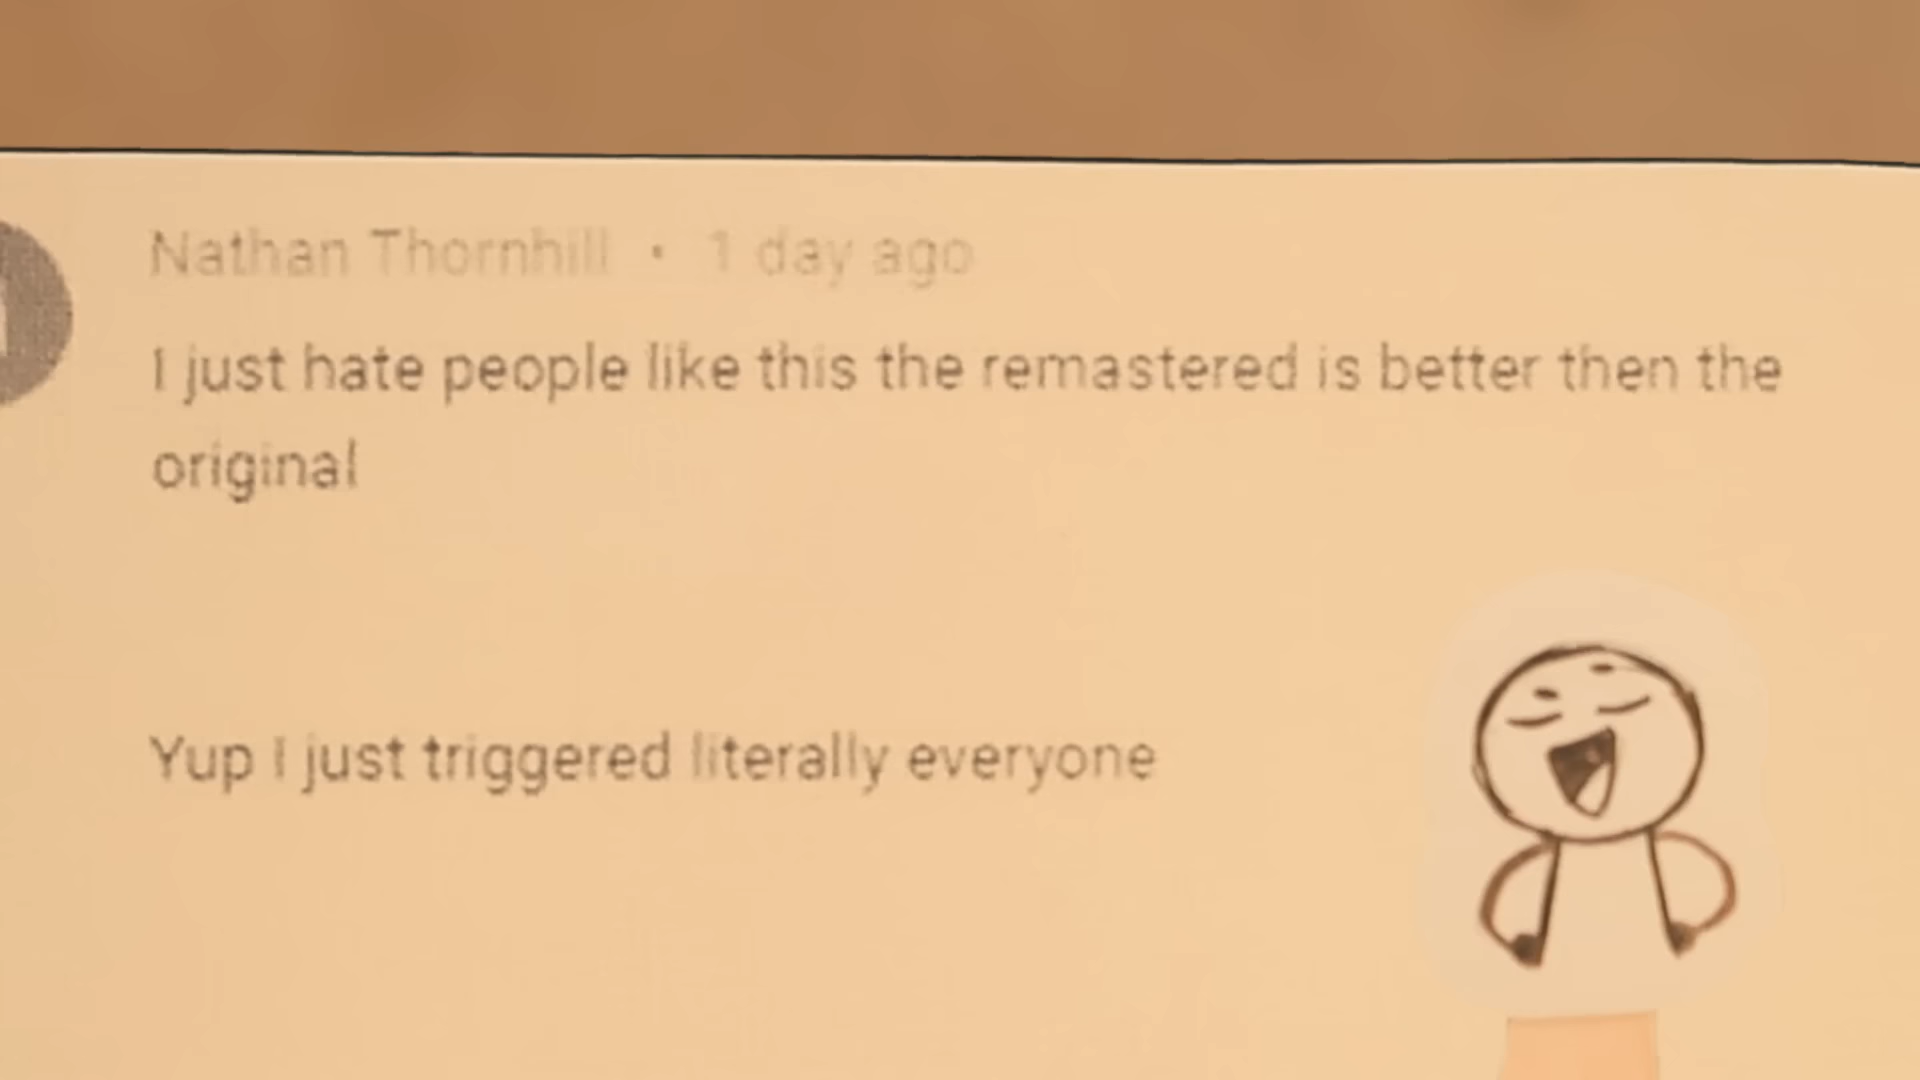 Nathan Thornhill • 1 day ago
I just hate people like this the remastered is better then the
original
Yup I just triggered literally everyone